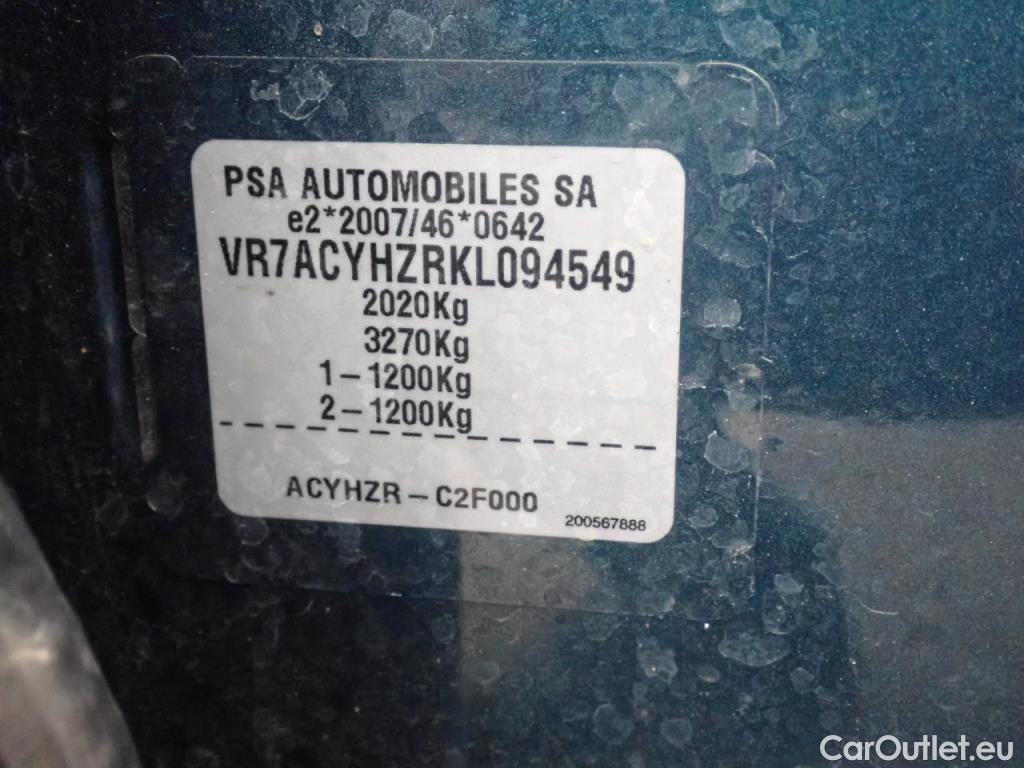 PSA AUTOMOBILES SA
e2*2007/46*0642
VR7ACYHZRKL094549
2020Kg
3270Kg
1-1200Kg
2-1200Kg
ACYHZR-C2F000
200567888
CarOutlet.eu